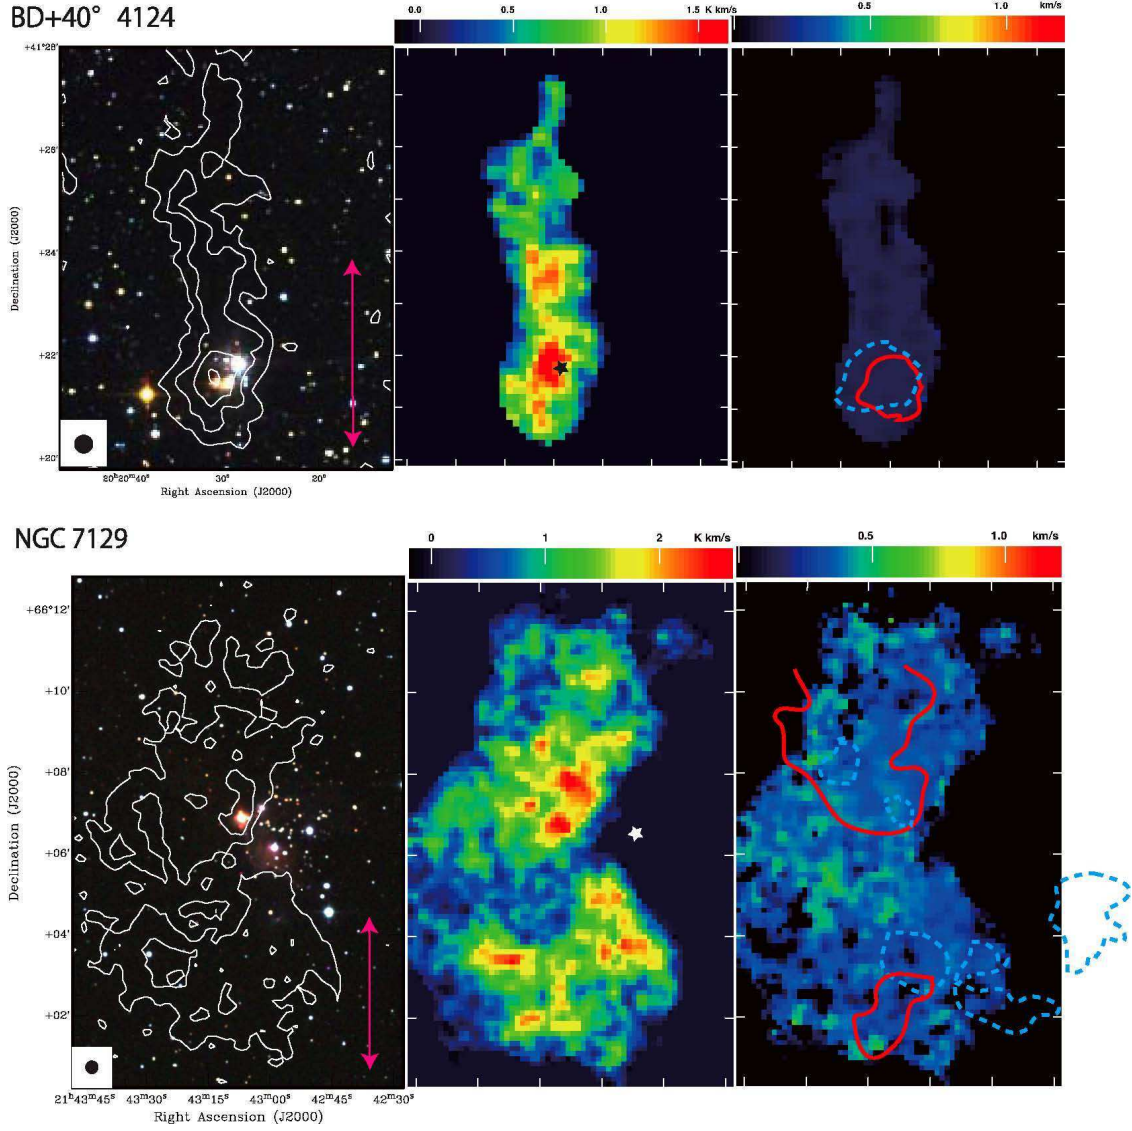 BD+40° 4124
0.0 0.5 1.0 1.5 K km/s
0.5 1.0 km/s
+41°28'
+26'
+24'
+22'
+20'
Declination (J2000)
20ʰ20ᵐ40ˢ 30ˢ 20ˢ
Right Ascension (J2000)
NGC 7129
0 1 2 K km/s
0.5 1.0 km/s
+66°12'
+10'
+08'
+06'
+04'
+02'
Declination (J2000)
21ʰ43ᵐ45ˢ 43ᵐ30ˢ 43ᵐ15ˢ 43ᵐ00ˢ 42ᵐ45ˢ 42ᵐ30ˢ
Right Ascension (J2000)